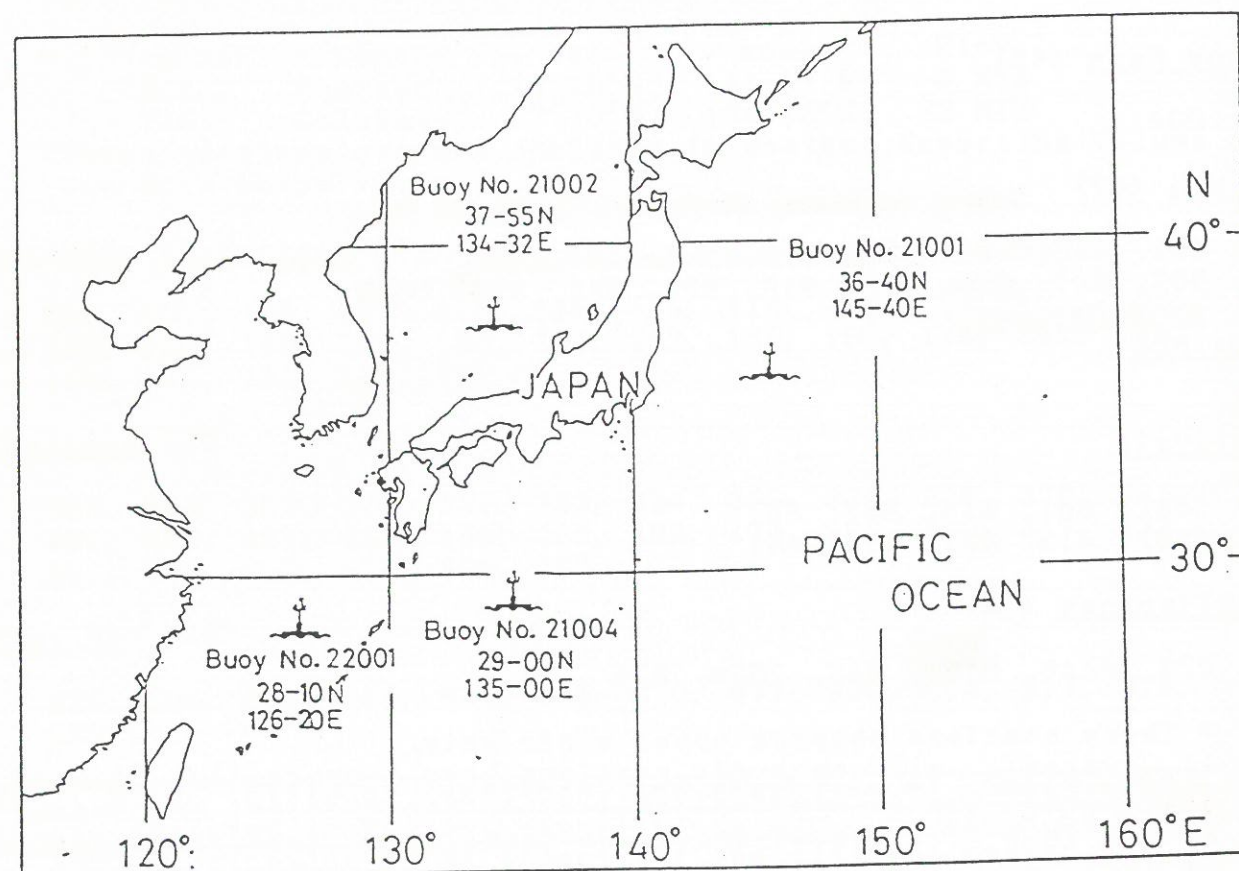 Buoy No. 21002
37-55N
134-32E
N
40°
Buoy No. 21001
36-40N
145-40E
JAPAN
PACIFIC
OCEAN
30°
Buoy No. 21004
29-00N
135-00E
Buoy No. 22001
28-10N
126-20E
120°
130°
140°
150°
160°E